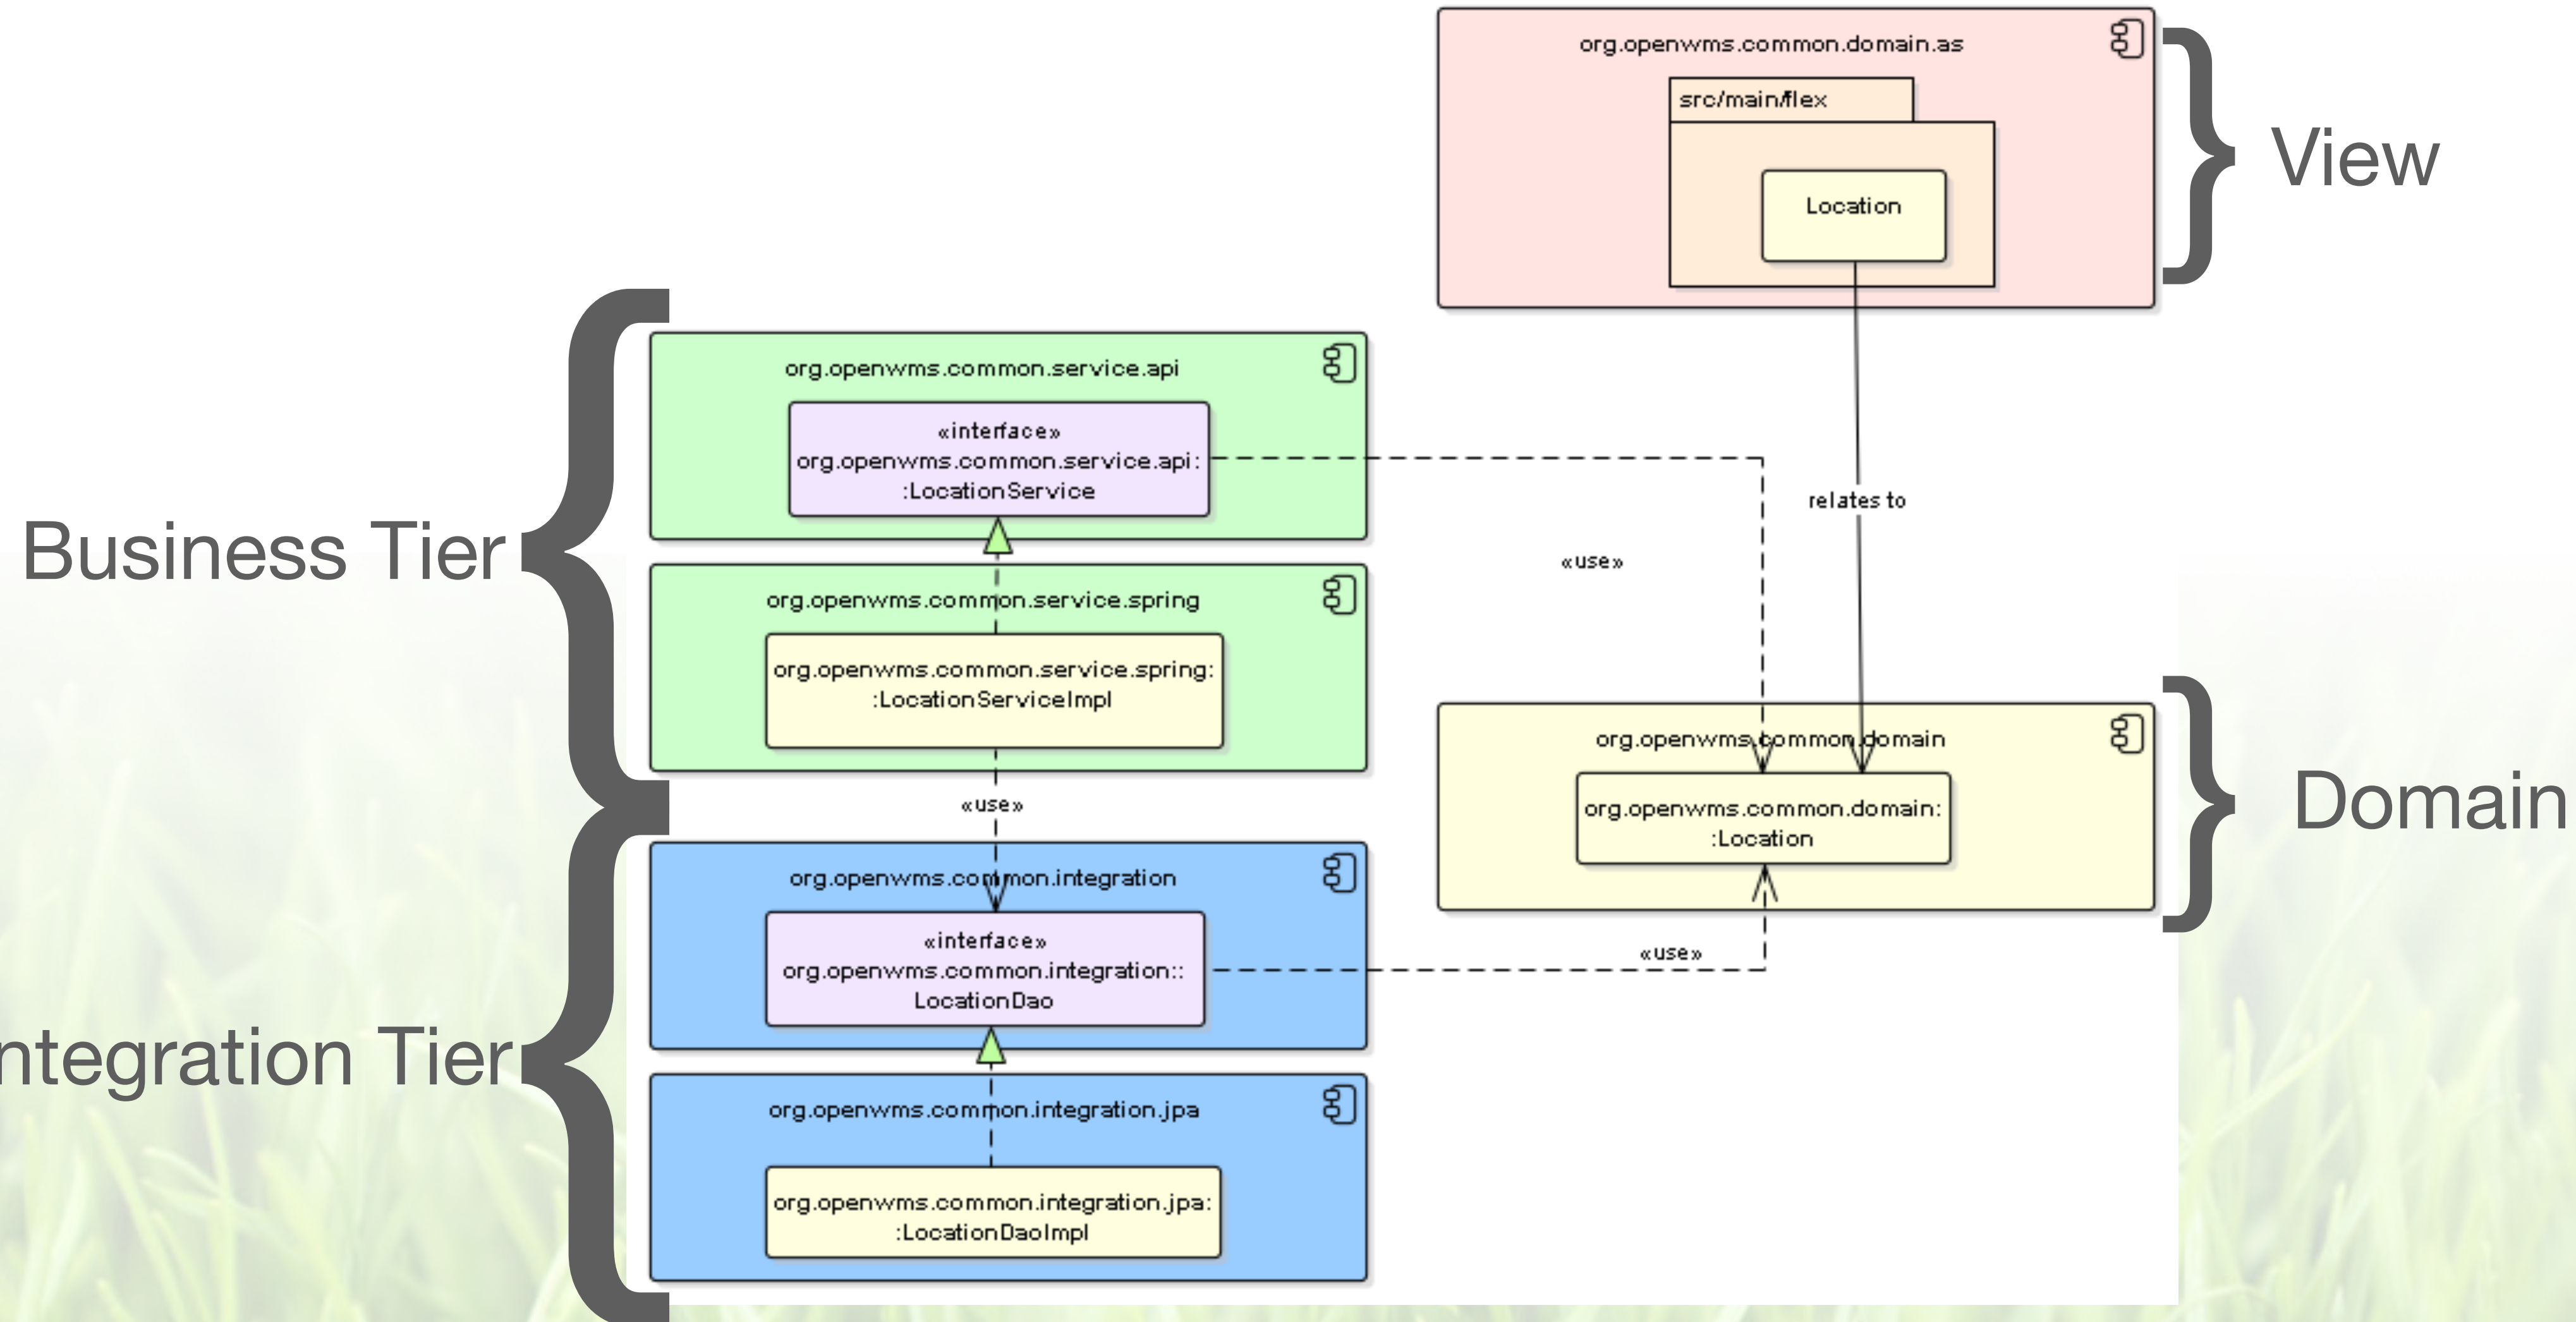 org.openwms.common.domain.as
src/main/flex
Location
View
org.openwms.common.service.api
«interface»
org.openwms.common.service.api:
:LocationService
relates to
«use»
Business Tier
org.openwms.common.service.spring
org.openwms.common.service.spring:
:LocationServiceImpl
«use»
org.openwms.common.domain
org.openwms.common.domain:
:Location
Domain
org.openwms.common.integration
«interface»
org.openwms.common.integration::
LocationDao
«use»
ntegration Tier
org.openwms.common.integration.jpa
org.openwms.common.integration.jpa:
:LocationDaoImpl